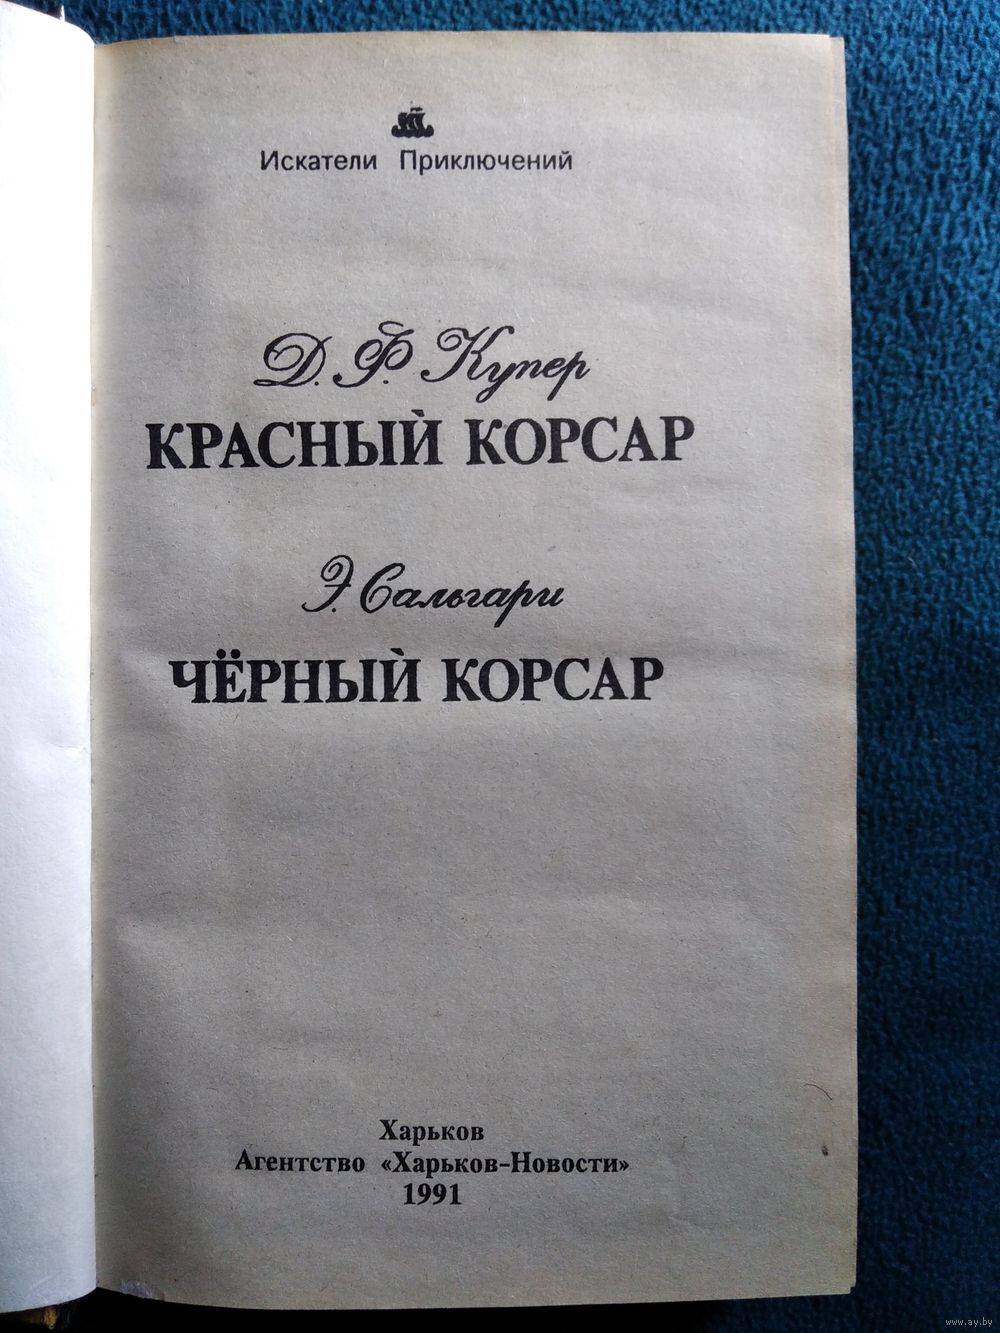 Искатели Приключений
Д. Ф. Купер
КРАСНЫЙ КОРСАР
Э. Сальгари
ЧЁРНЫЙ КОРСАР
Харьков
Агентство «Харьков-Новости»
1991
www.ay.by